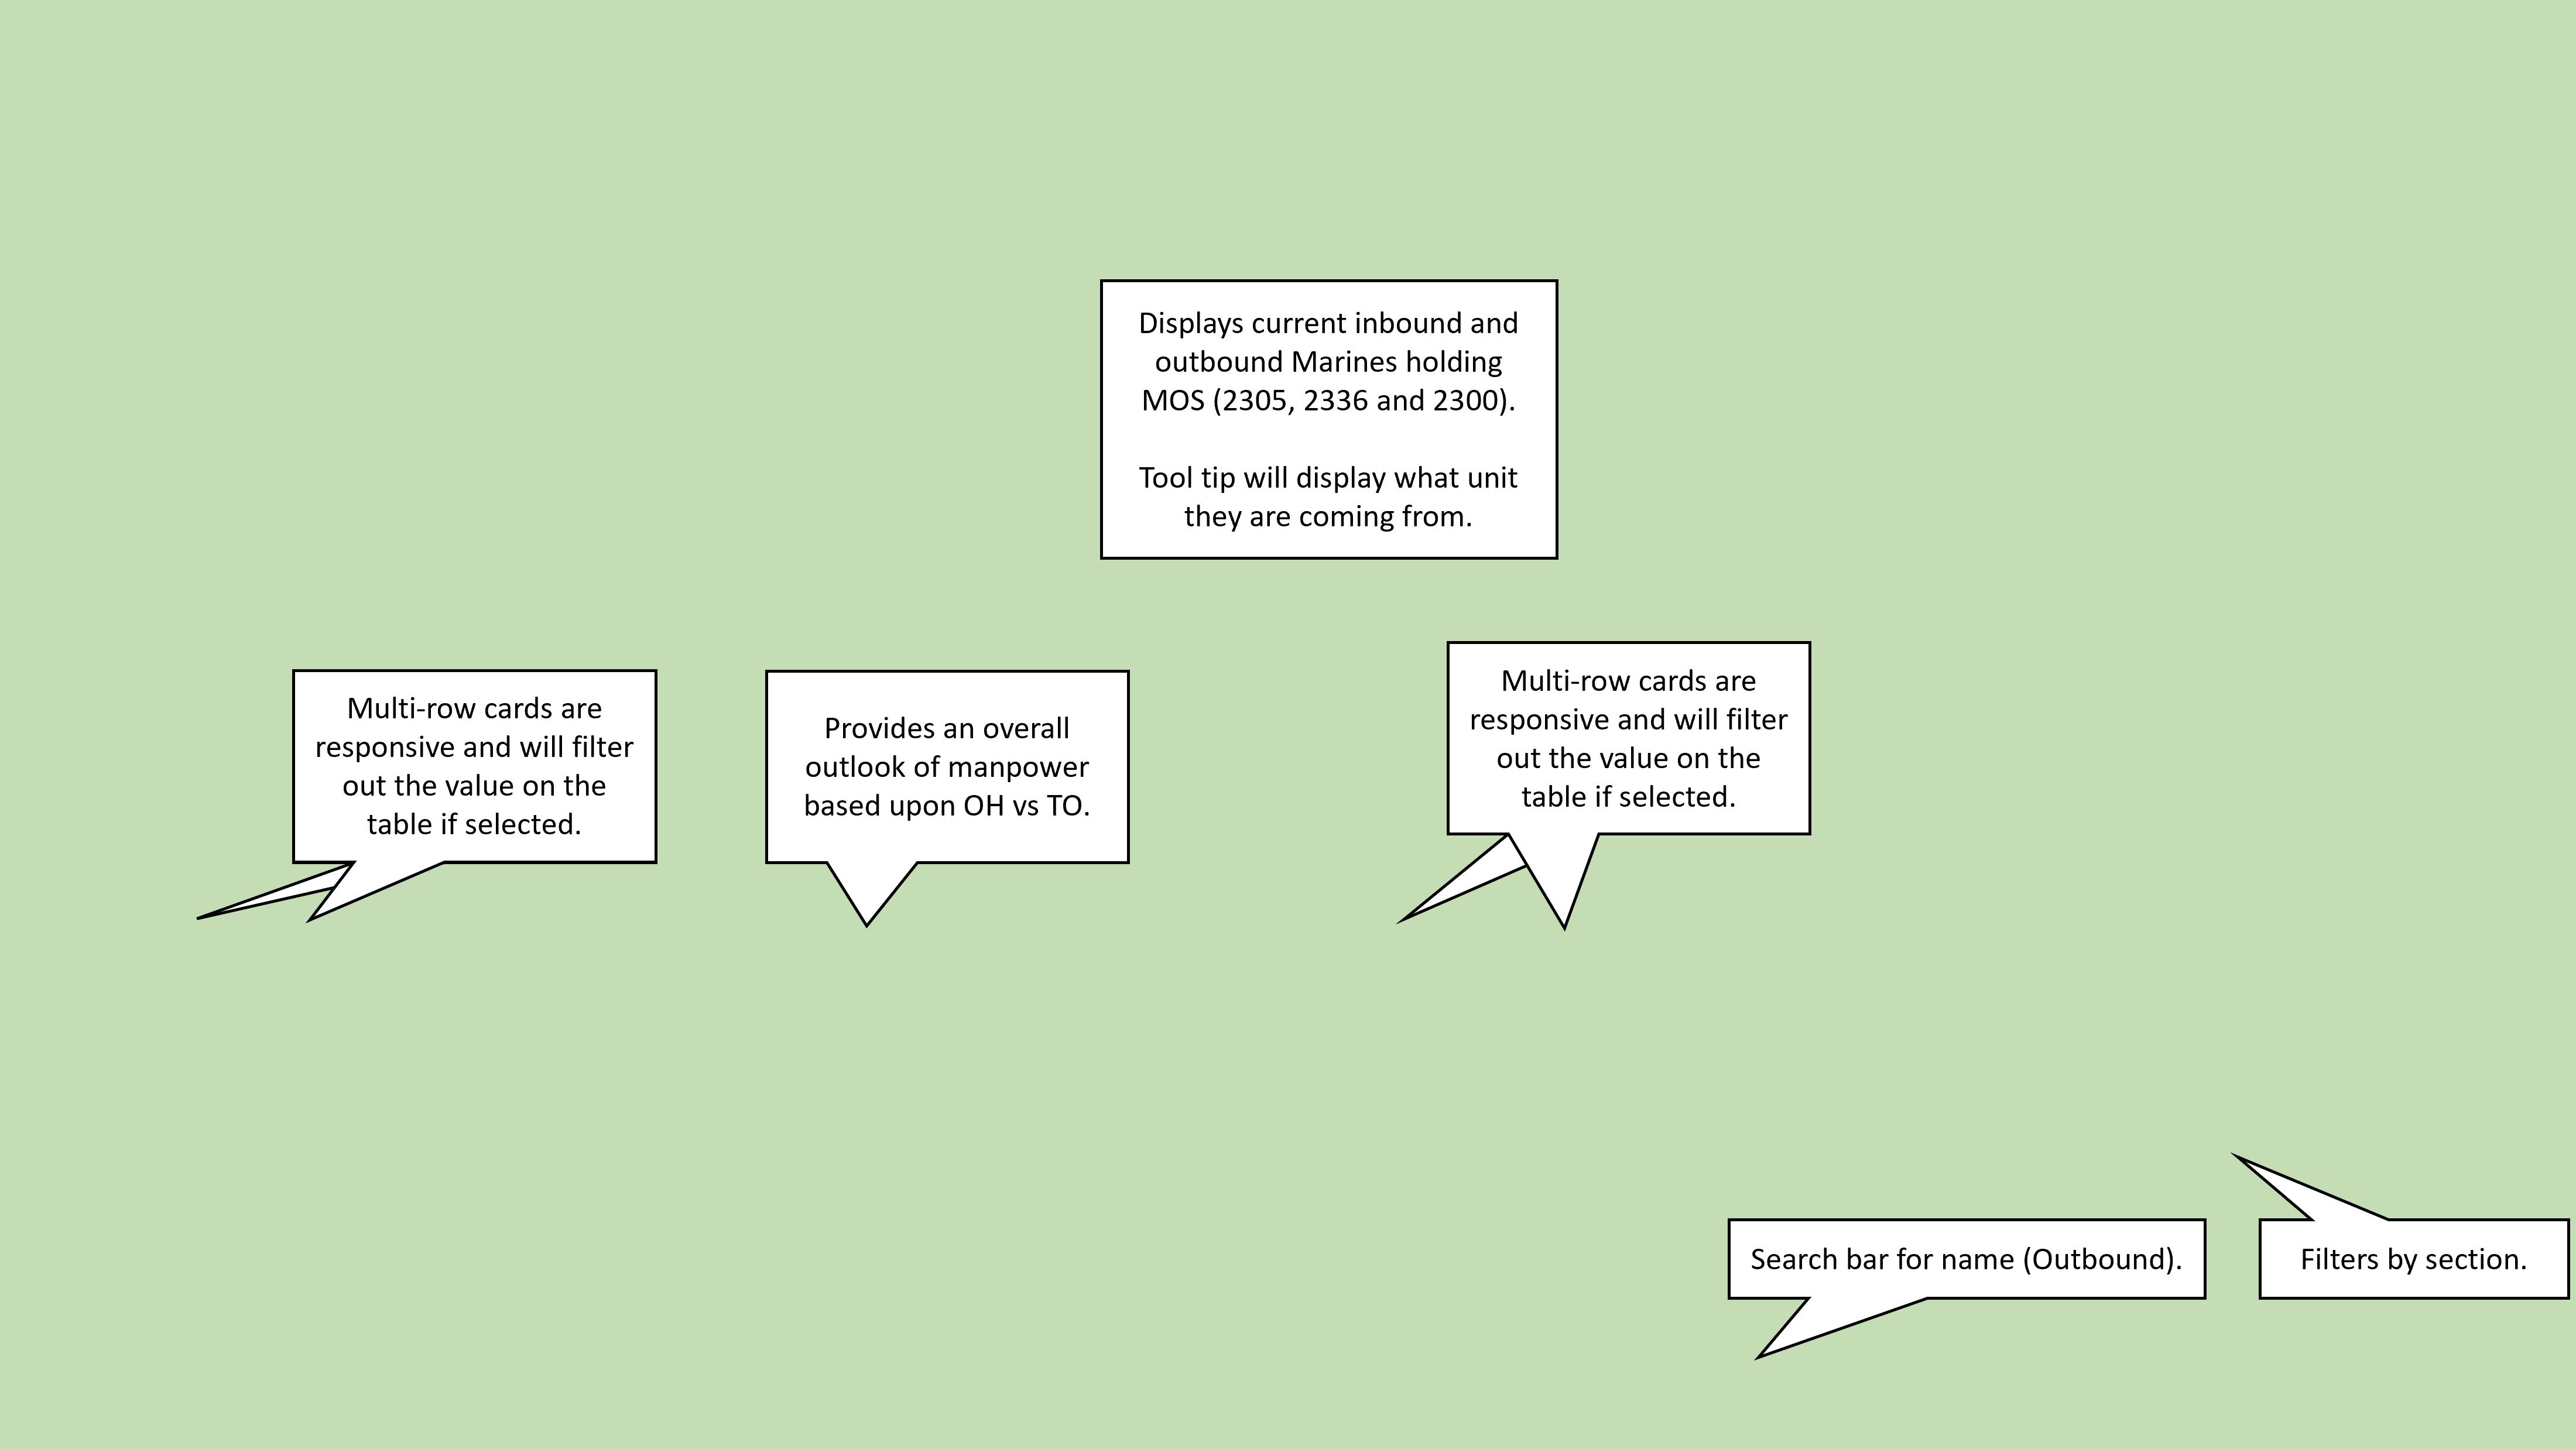 Displays current inbound and
outbound Marines holding
MOS (2305, 2336 and 2300).
Tool tip will display what unit
they are coming from.
Multi-row cards are
responsive and will filter
out the value on the
table if selected.
Provides an overall
outlook of manpower
based upon OH vs TO.
Multi-row cards are
responsive and will filter
out the value on the
table if selected.
Search bar for name (Outbound).
Filters by section.